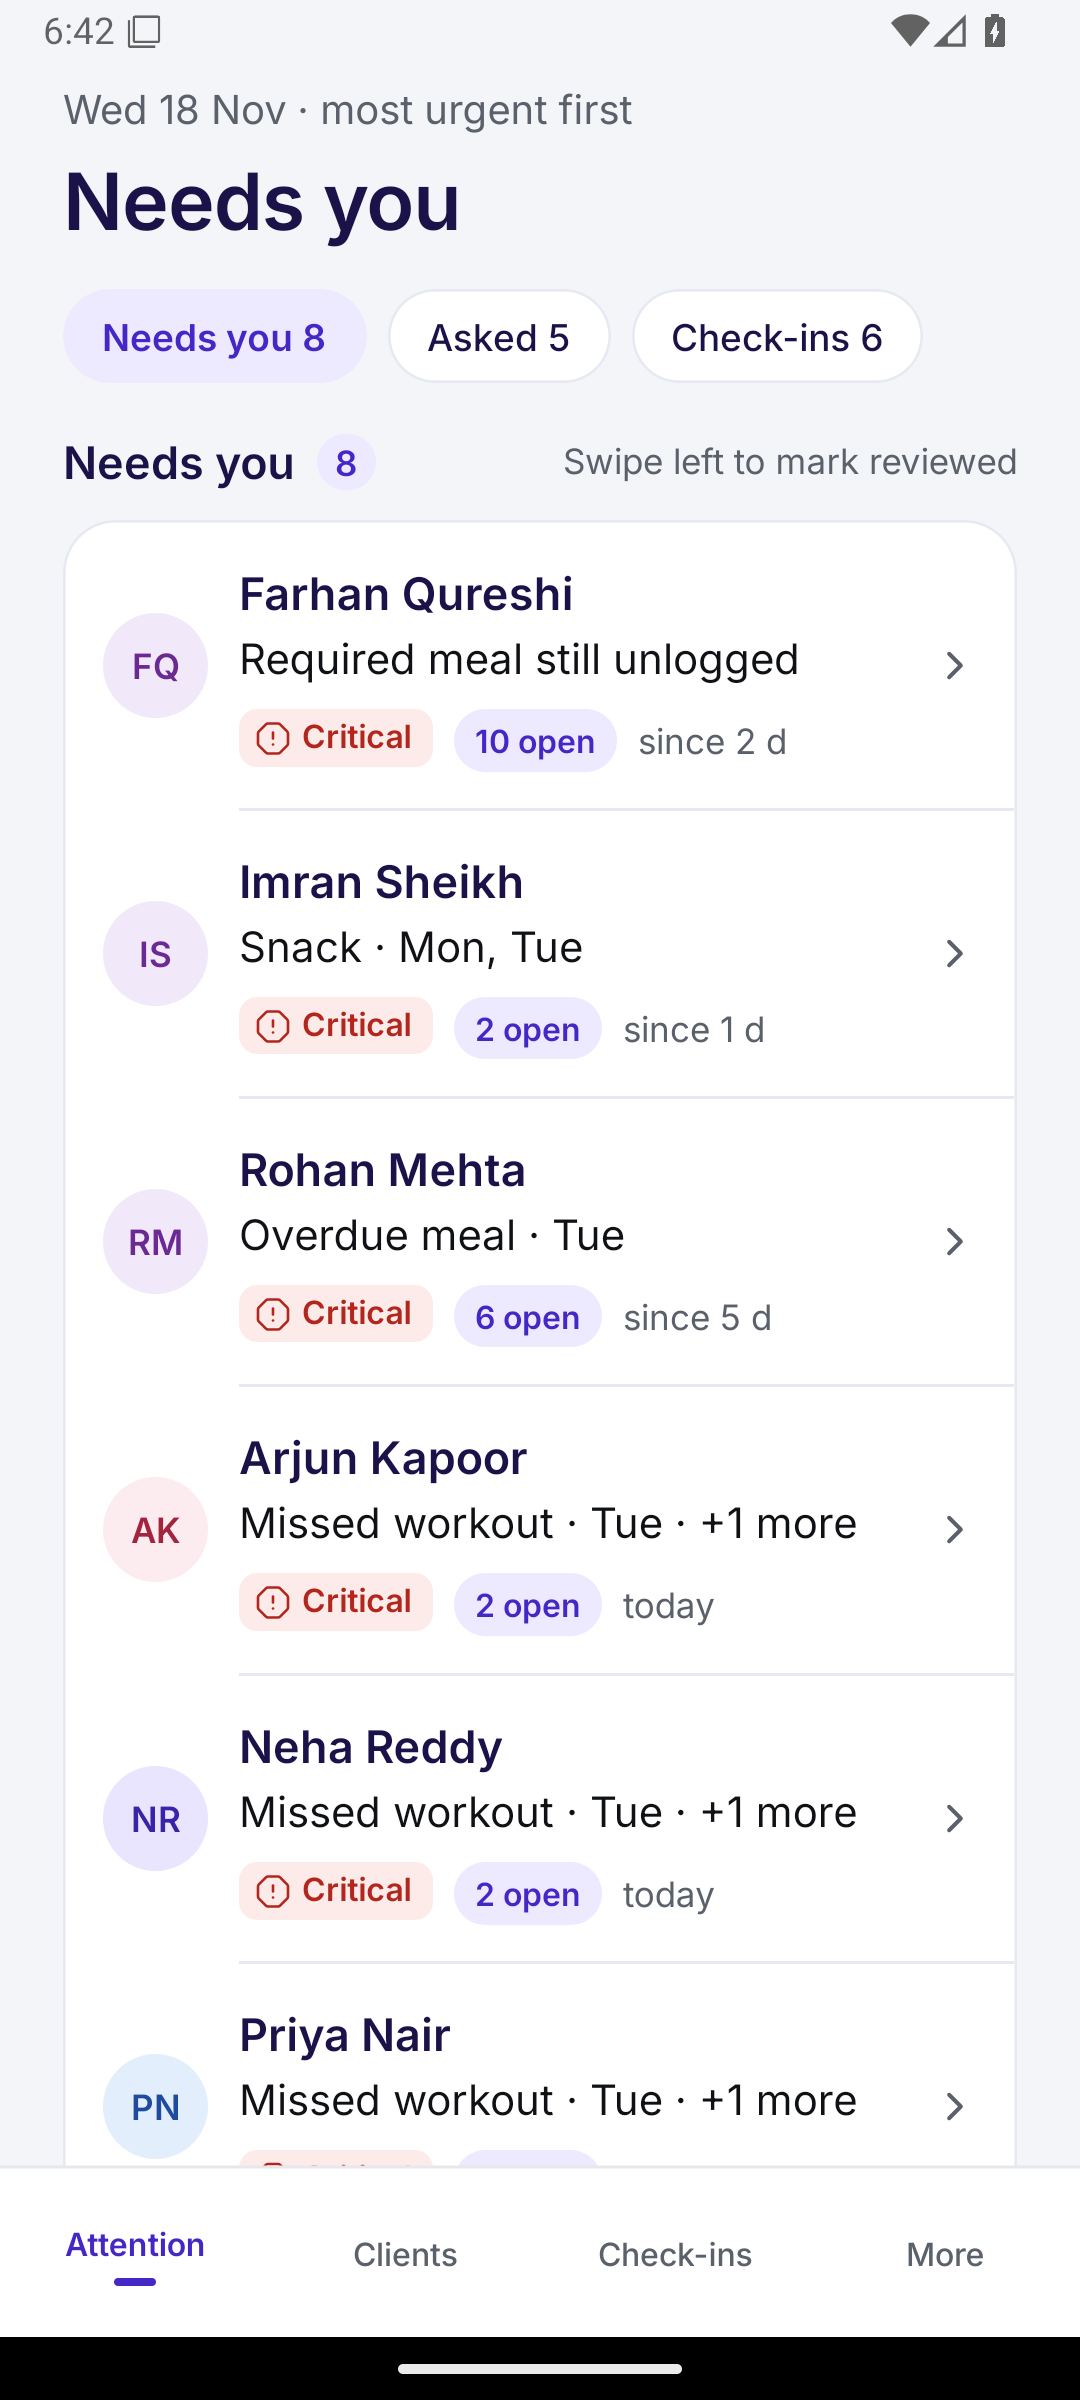 6:42
Wed 18 Nov · most urgent first
Needs you
Needs you 8
Asked 5
Check-ins 6
Needs you 8
Swipe left to mark reviewed
FQ
Farhan Qureshi
Required meal still unlogged
Critical
10 open
since 2 d
IS
Imran Sheikh
Snack · Mon, Tue
Critical
2 open
since 1 d
RM
Rohan Mehta
Overdue meal · Tue
Critical
6 open
since 5 d
AK
Arjun Kapoor
Missed workout · Tue · +1 more
Critical
2 open
today
NR
Neha Reddy
Missed workout · Tue · +1 more
Critical
2 open
today
PN
Priya Nair
Missed workout · Tue · +1 more
Attention
Clients
Check-ins
More